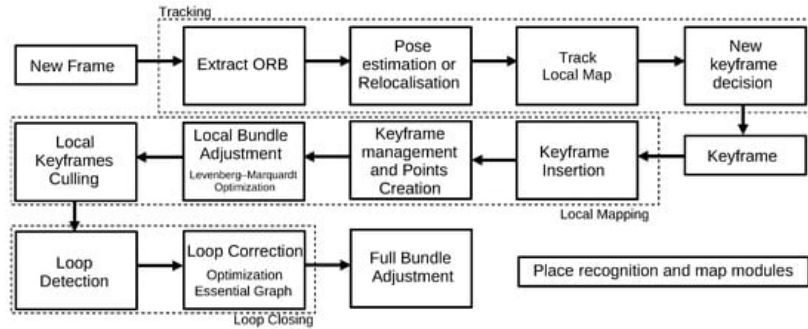 Tracking
New Frame
Extract ORB
Pose
estimation or
Relocalisation
Track
Local Map
New
keyframe
decision
Local
Keyframes
Culling
Local Bundle
Adjustment
Levenberg–Marquardt
Optimization
Keyframe
management
and Points
Creation
Keyframe
Insertion
Keyframe
Local Mapping
Loop
Detection
Loop Correction
Optimization
Essential Graph
Full Bundle
Adjustment
Place recognition and map modules
Loop Closing